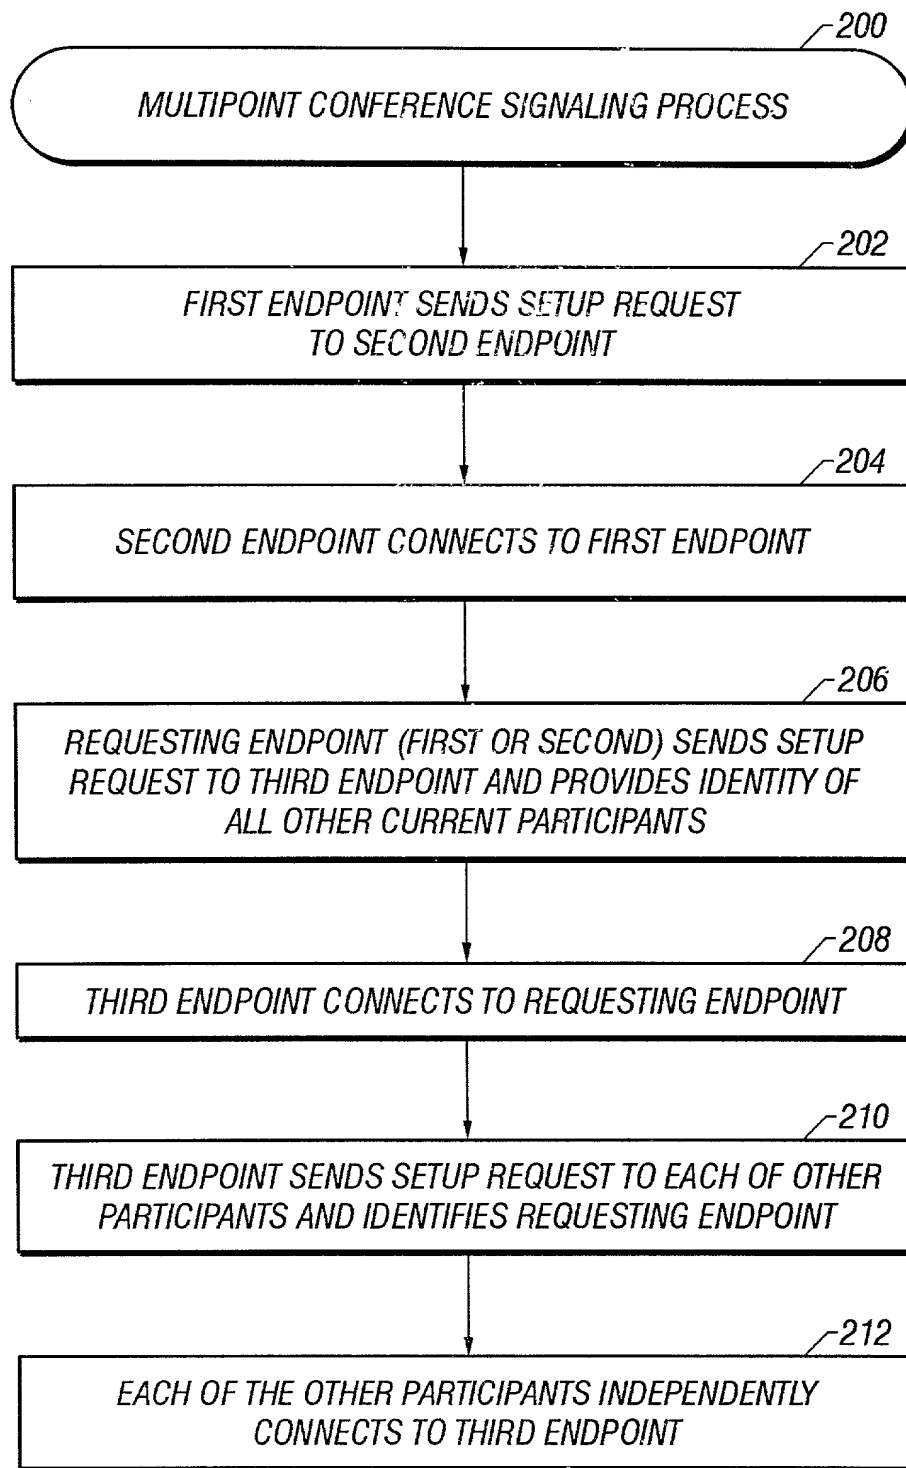 200
MULTIPOINT CONFERENCE SIGNALING PROCESS
202
FIRST ENDPOINT SENDS SETUP REQUEST
TO SECOND ENDPOINT
204
SECOND ENDPOINT CONNECTS TO FIRST ENDPOINT
206
REQUESTING ENDPOINT (FIRST OR SECOND) SENDS SETUP
REQUEST TO THIRD ENDPOINT AND PROVIDES IDENTITY OF
ALL OTHER CURRENT PARTICIPANTS
208
THIRD ENDPOINT CONNECTS TO REQUESTING ENDPOINT
210
THIRD ENDPOINT SENDS SETUP REQUEST TO EACH OF OTHER
PARTICIPANTS AND IDENTIFIES REQUESTING ENDPOINT
212
EACH OF THE OTHER PARTICIPANTS INDEPENDENTLY
CONNECTS TO THIRD ENDPOINT